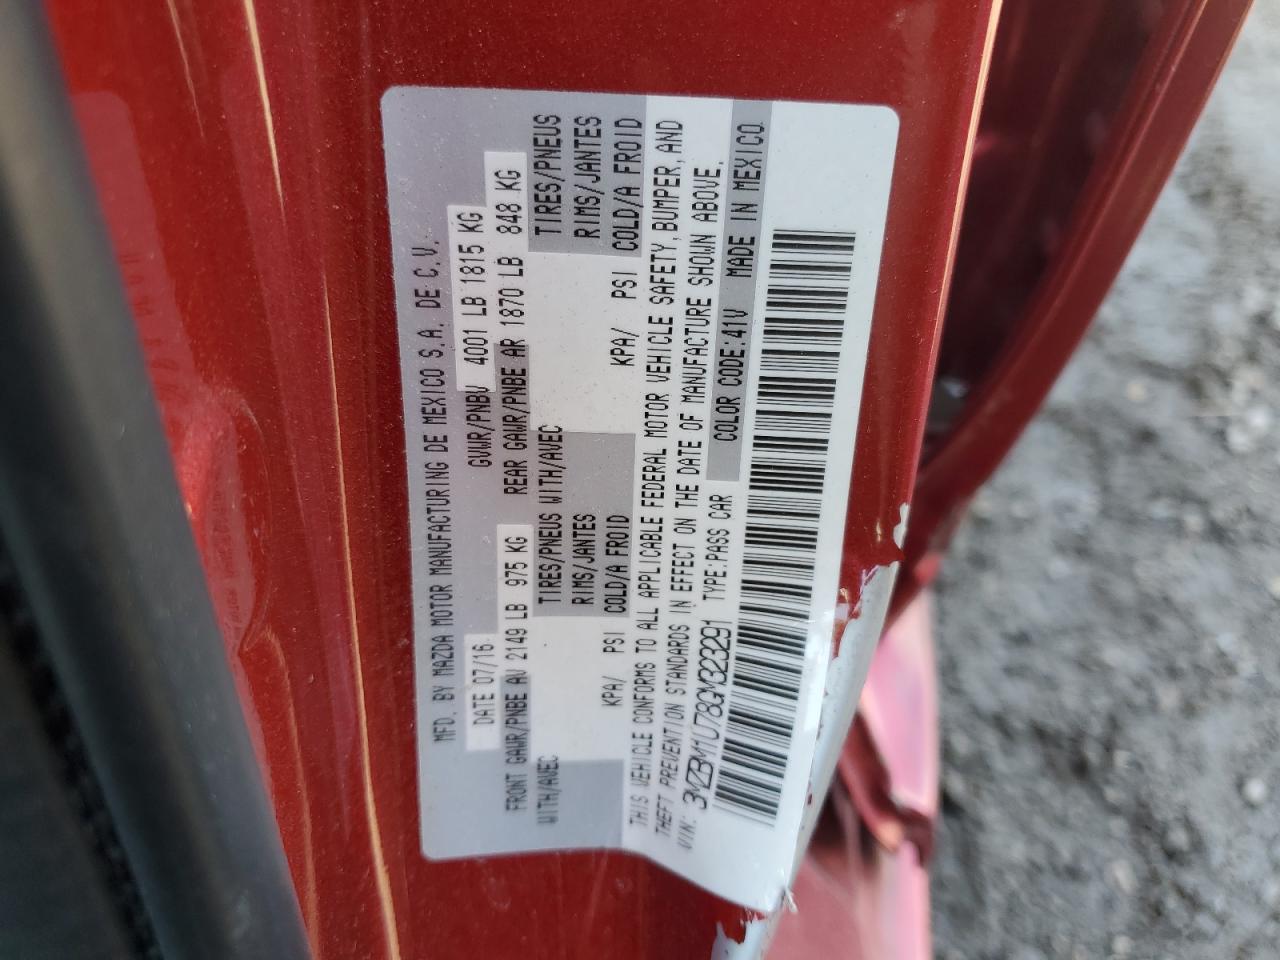 MFD. BY MAZDA MOTOR MANUFACTURING DE MEXICO S.A. DE C.V.
DATE 07/16 GVWR/PNBV 4001 LB 1815 KG
FRONT GAWR/PNBE AV 2149 LB 975 KG REAR GAWR/PNBE AR 1870 LB 848 KG
WITH/AVEC TIRES/PNEUS WITH/AVEC TIRES/PNEUS
RIMS/JANTES RIMS/JANTES
KPA/ PSI COLD/A FROID KPA/ PSI COLD/A FROID
THIS VEHICLE CONFORMS TO ALL APPLICABLE FEDERAL MOTOR VEHICLE SAFETY, BUMPER, AND
THEFT PREVENTION STANDARDS IN EFFECT ON THE DATE OF MANUFACTURE SHOWN ABOVE.
VIN: 3MZBM1U78GM323291 TYPE:PASS CAR COLOR CODE:41V MADE IN MEXICO